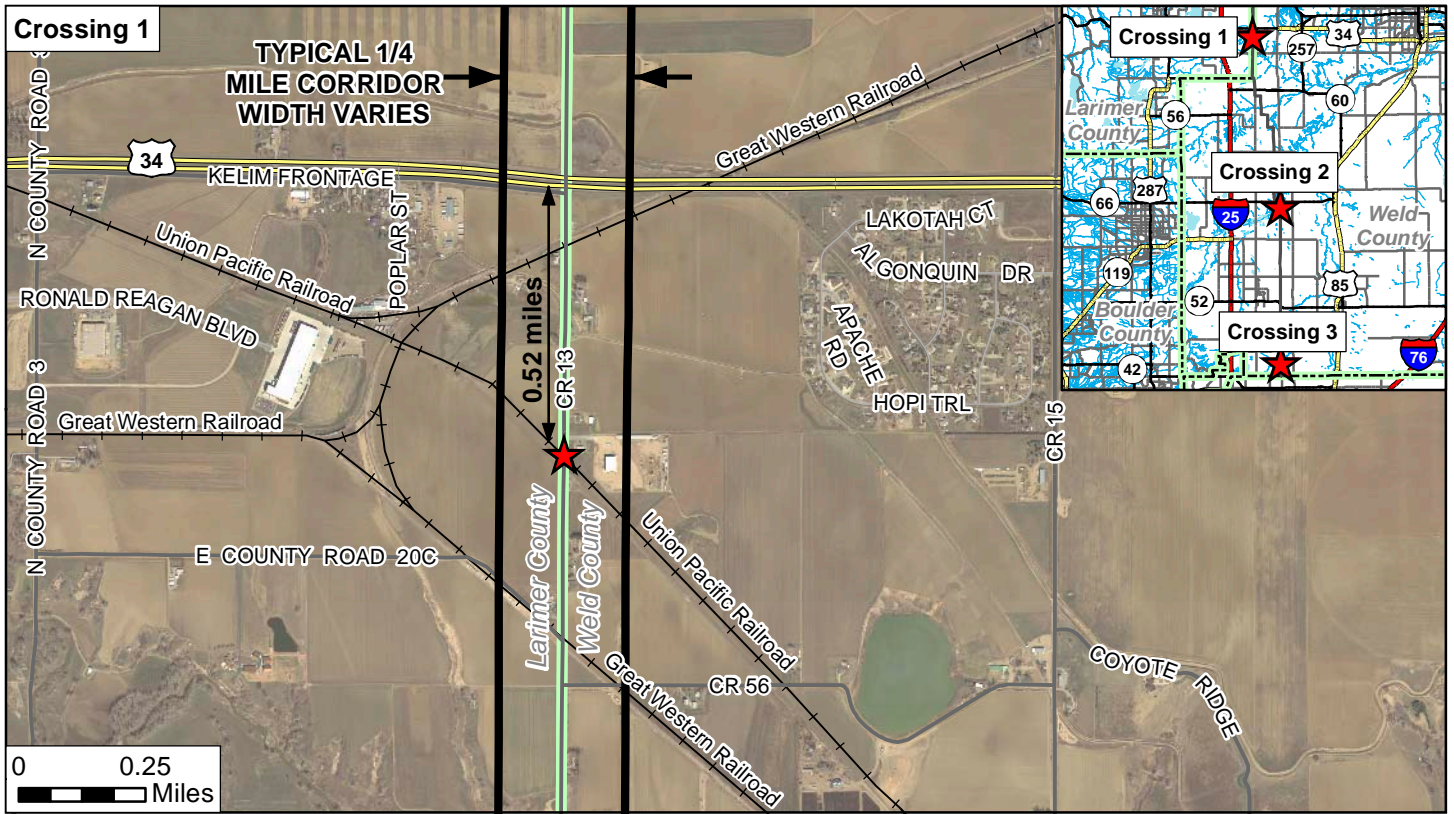 Crossing 1
TYPICAL 1/4
MILE CORRIDOR
WIDTH VARIES
N COUNTY ROAD 3
34
KELIM FRONTAGE
Great Western Railroad
POPLAR ST
Union Pacific Railroad
RONALD REAGAN BLVD
0.52 miles
CR 13
LAKOTAH CT
ALGONQUIN DR
APACHE
RD
HOPI TRL
CR 15
N COUNTY ROAD 3
Great Western Railroad
E COUNTY ROAD 20C
Larimer County
Weld County
Union Pacific Railroad
Great Western Railroad
CR 56
COYOTE RIDGE
0 0.25
Miles
Crossing 1
34
257
Larimer
County
56
60
Crossing 2
287
66
25
Weld
County
119
85
52
Boulder
County
Crossing 3
42
76